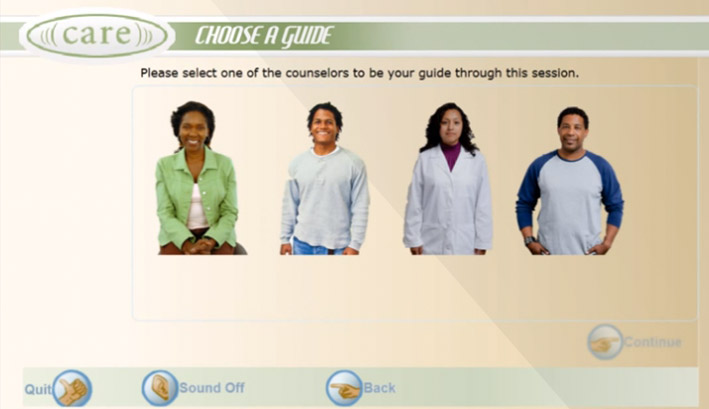 care
CHOOSE A GUIDE
Please select one of the counselors to be your guide through this session.
Continue
Quit
Sound Off
Back